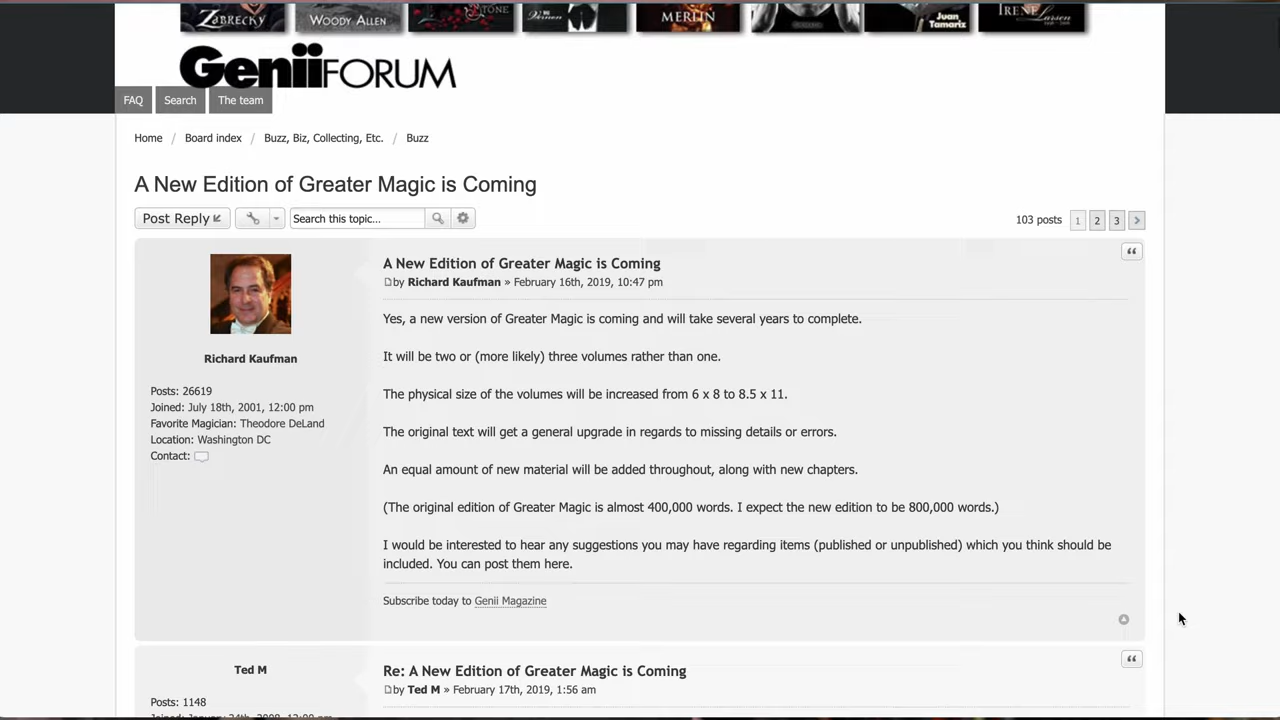 ZABRECKY
WOODY ALLEN
STONE
Vernon
MERLIN
Juan
Tamariz
IRENE
Larsen
Genii FORUM
FAQ
Search
The team
Home / Board index / Buzz, Biz, Collecting, Etc. / Buzz
A New Edition of Greater Magic is Coming
Post Reply
Search this topic...
103 posts 1 2 3
A New Edition of Greater Magic is Coming
by Richard Kaufman » February 16th, 2019, 10:47 pm
Richard Kaufman
Posts: 26619
Joined: July 18th, 2001, 12:00 pm
Favorite Magician: Theodore DeLand
Location: Washington DC
Contact:
Yes, a new version of Greater Magic is coming and will take several years to complete.
It will be two or (more likely) three volumes rather than one.
The physical size of the volumes will be increased from 6 x 8 to 8.5 x 11.
The original text will get a general upgrade in regards to missing details or errors.
An equal amount of new material will be added throughout, along with new chapters.
(The original edition of Greater Magic is almost 400,000 words. I expect the new edition to be 800,000 words.)
I would be interested to hear any suggestions you may have regarding items (published or unpublished) which you think should be
included. You can post them here.
Subscribe today to Genii Magazine
Ted M
Posts: 1148
Re: A New Edition of Greater Magic is Coming
by Ted M » February 17th, 2019, 1:56 am